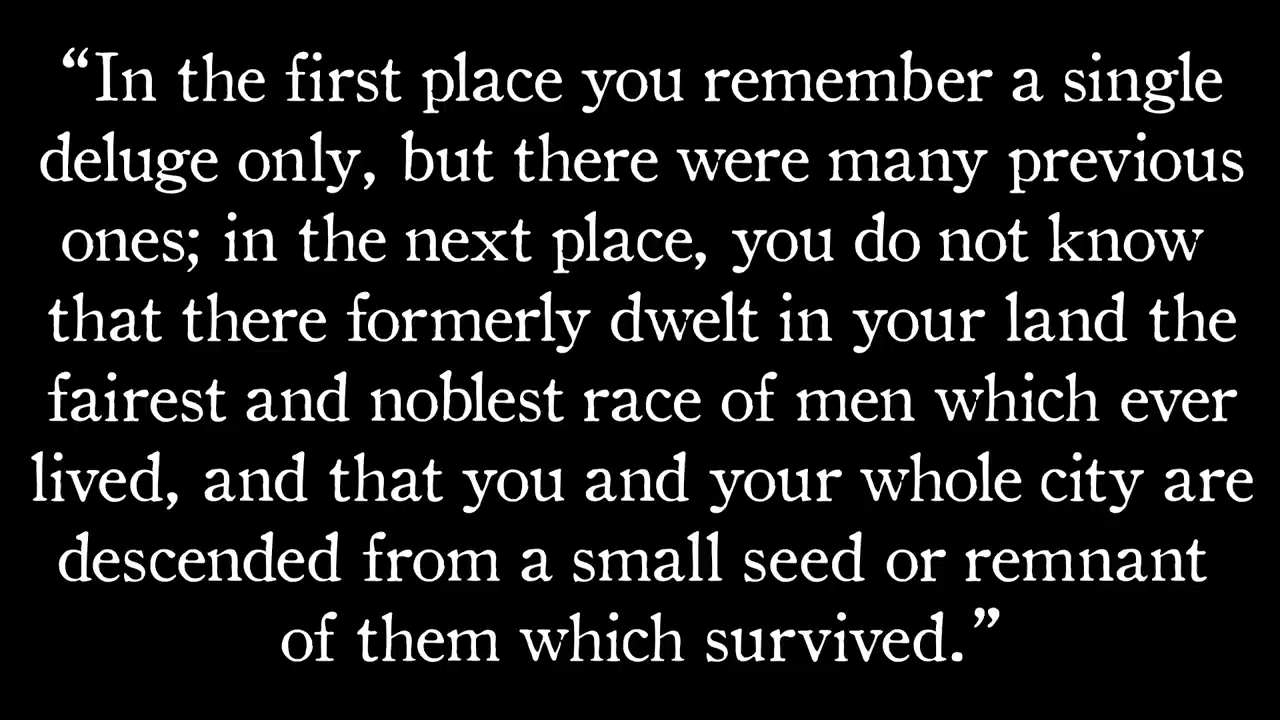 “In the first place you remember a single
deluge only, but there were many previous
ones; in the next place, you do not know
that there formerly dwelt in your land the
fairest and noblest race of men which ever
lived, and that you and your whole city are
descended from a small seed or remnant
of them which survived.”